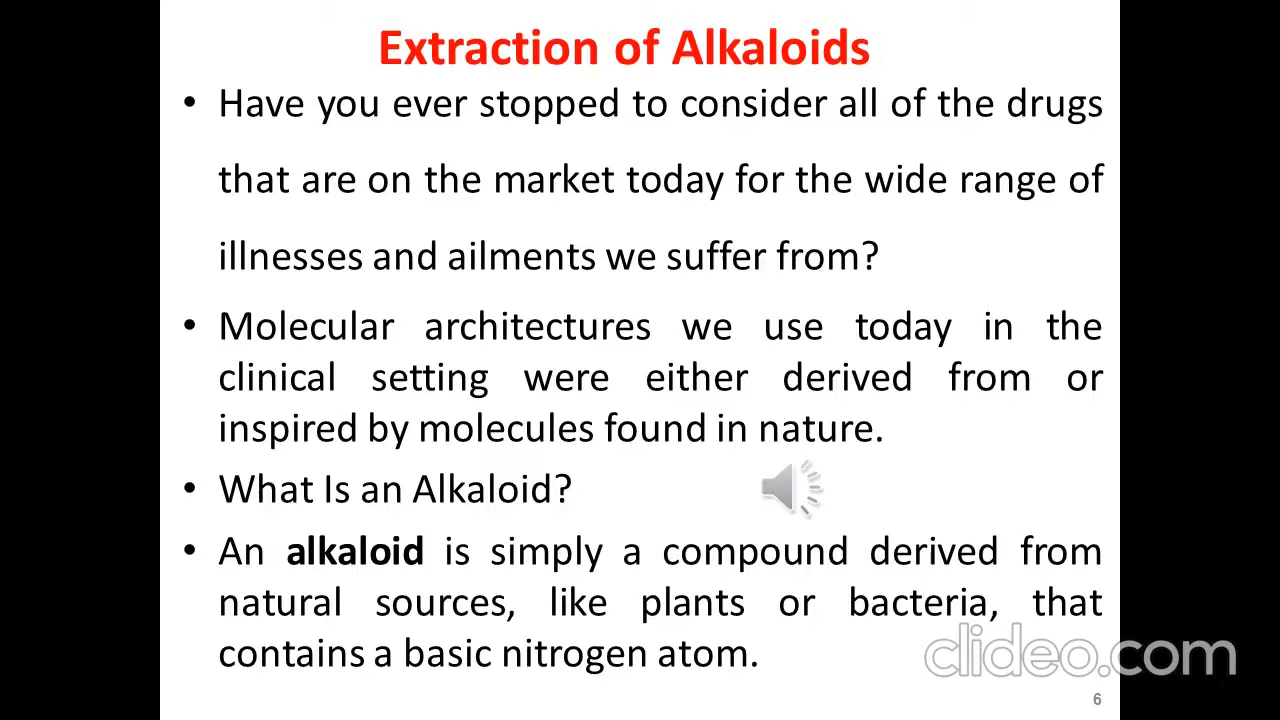 Extraction of Alkaloids
• Have you ever stopped to consider all of the drugs
that are on the market today for the wide range of
illnesses and ailments we suffer from?
• Molecular architectures we use today in the
clinical setting were either derived from or
inspired by molecules found in nature.
• What Is an Alkaloid?
• An alkaloid is simply a compound derived from
natural sources, like plants or bacteria, that
contains a basic nitrogen atom.
clideo.com
6